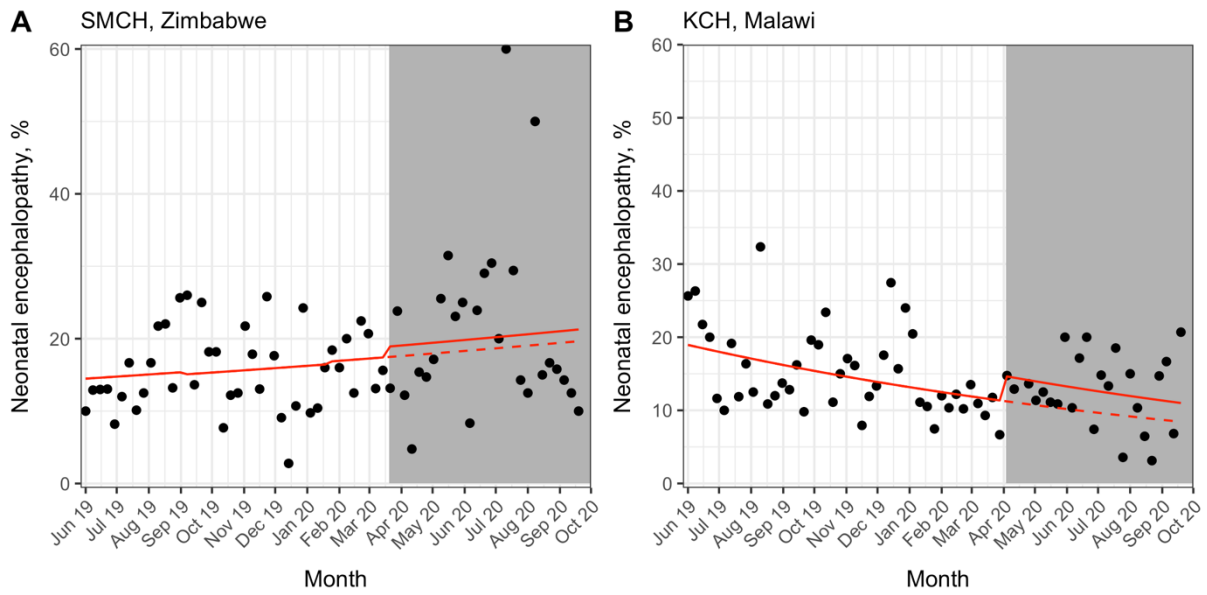 A
SMCH, Zimbabwe
Neonatal encephalopathy, %
60
40
20
0
Jun 19
Jul 19
Aug 19
Sep 19
Oct 19
Nov 19
Dec 19
Jan 20
Feb 20
Mar 20
Apr 20
May 20
Jun 20
Jul 20
Aug 20
Sep 20
Oct 20
Month
B
KCH, Malawi
Neonatal encephalopathy, %
60
50
40
30
20
10
0
Jun 19
Jul 19
Aug 19
Sep 19
Oct 19
Nov 19
Dec 19
Jan 20
Feb 20
Mar 20
Apr 20
May 20
Jun 20
Jul 20
Aug 20
Sep 20
Oct 20
Month